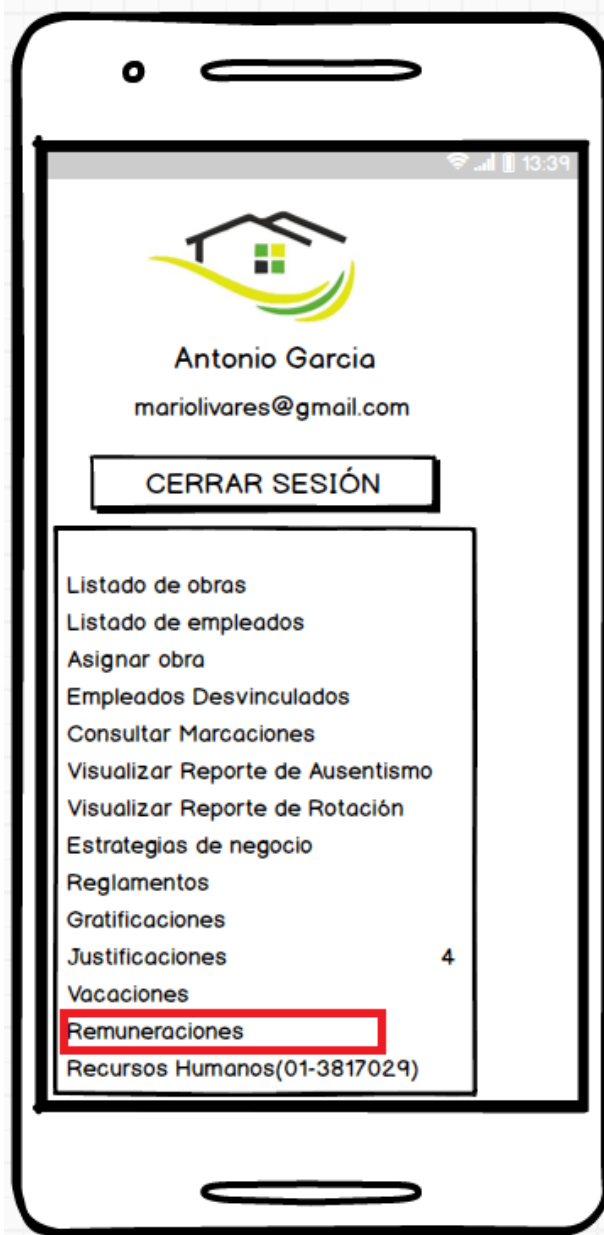 13:39
Antonio Garcia
mariolivares@gmail.com
CERRAR SESIÓN
Listado de obras
Listado de empleados
Asignar obra
Empleados Desvinculados
Consultar Marcaciones
Visualizar Reporte de Ausentismo
Visualizar Reporte de Rotación
Estrategias de negocio
Reglamentos
Gratificaciones
Justificaciones 4
Vacaciones
Remuneraciones
Recursos Humanos(01-3817029)